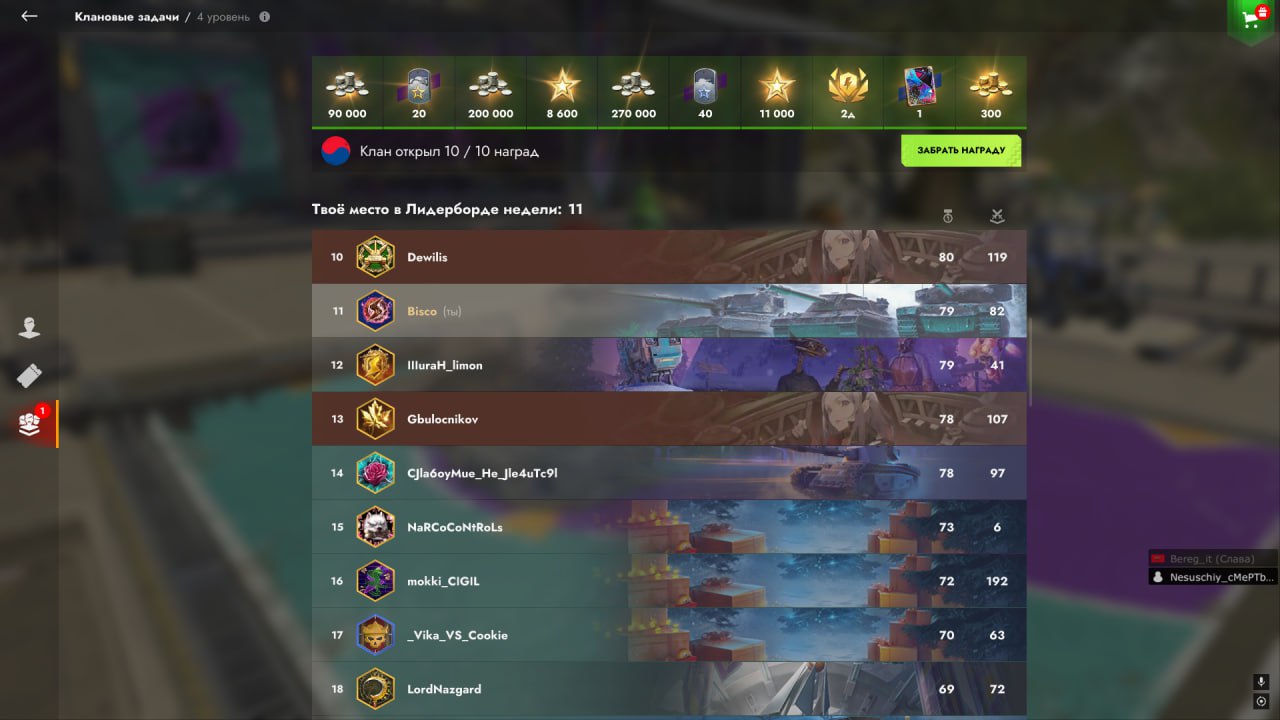 Клановые задачи / 4 уровень
90 000 20 200 000 8 600 270 000 40 11 000 2д 1 300
Клан открыл 10 / 10 наград ЗАБРАТЬ НАГРАДУ
Твоё место в Лидерборде недели: 11
10 Dewilis 80 119
11 Bisco (ты) 79 82
12 IlluraH_limon 79 41
1
13 Gbulocnikov 78 107
14 CJla6oyMue_He_Jle4uTc9l 78 97
15 NaRCoCoNtRoLs 73 6
Bereg_it (Слава)
Nesuschiy_cMePTb...
16 mokki_CIGIL 72 192
17 _Vika_VS_Cookie 70 63
18 LordNazgard 69 72